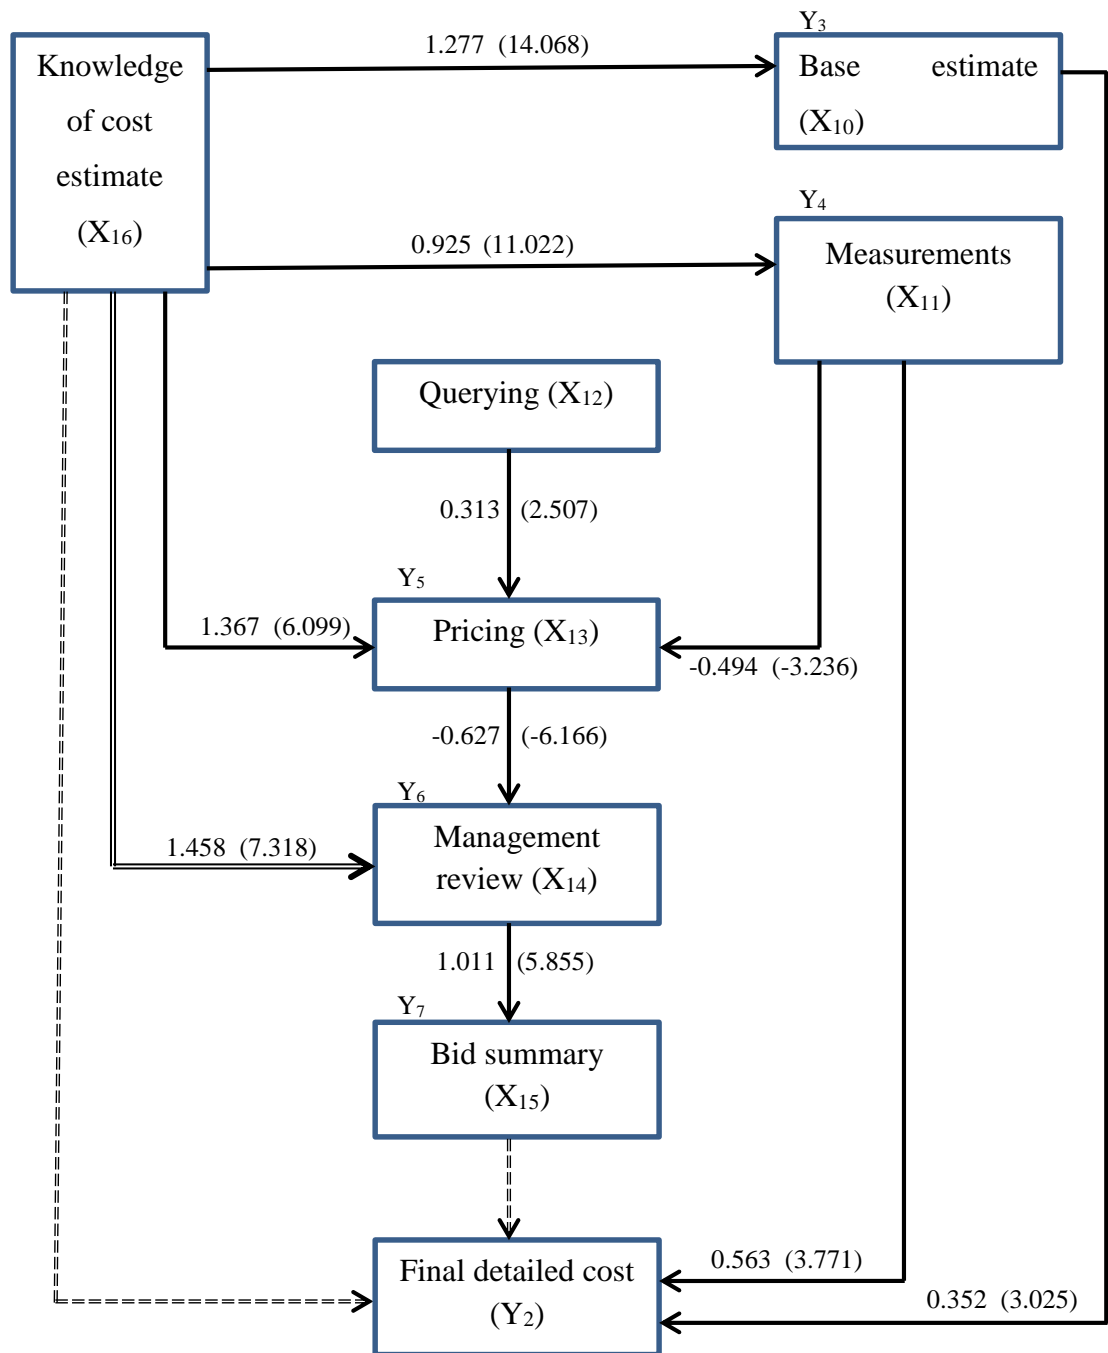 Y₃
1.277 (14.068)
Knowledge
of cost
estimate
(X₁₆)
Base estimate
(X₁₀)
Y₄
0.925 (11.022)
Measurements
(X₁₁)
Querying (X₁₂)
0.313 (2.507)
Y₅
1.367 (6.099)
Pricing (X₁₃)
-0.494 (-3.236)
-0.627 (-6.166)
Y₆
1.458 (7.318)
Management
review (X₁₄)
1.011 (5.855)
Y₇
Bid summary
(X₁₅)
0.563 (3.771)
Final detailed cost
(Y₂)
0.352 (3.025)